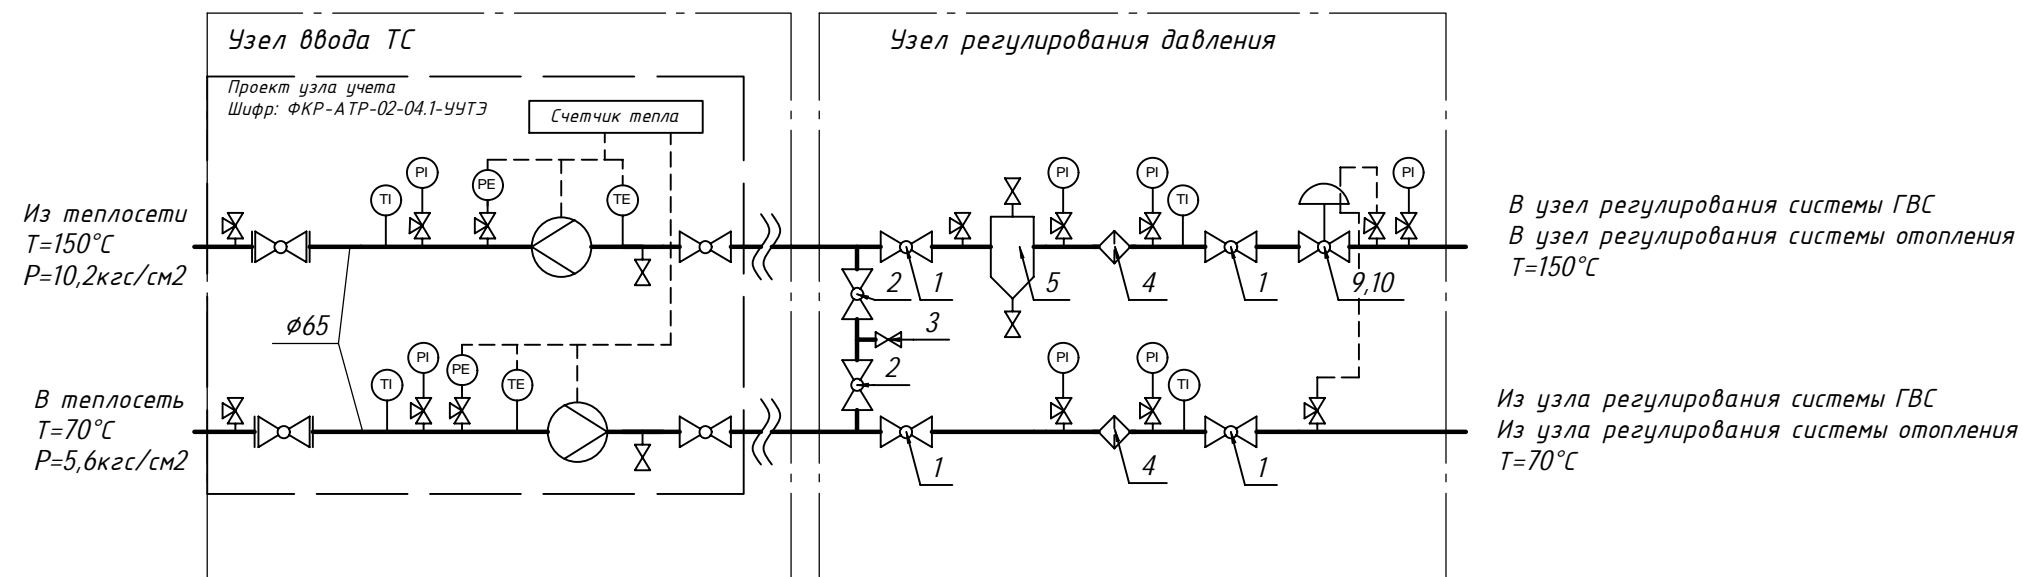 Узел ввода ТС
Узел регулирования давления
Проект узла учета
Шифр: ФКР-АТР-02-04.1-УУТЭ
Счетчик тепла
PI
PE
TI
TE
PI
PI
TI
PI
Из теплосети
T=150°C
P=10,2кгс/см2
В узел регулирования системы ГВС
В узел регулирования системы отопления
T=150°C
2
1
5
4
1
9,10
3
Ø65
2
PI
PE
TI
TE
PI
PI
TI
В теплосеть
T=70°C
P=5,6кгс/см2
Из узла регулирования системы ГВС
Из узла регулирования системы отопления
T=70°C
1
4
1